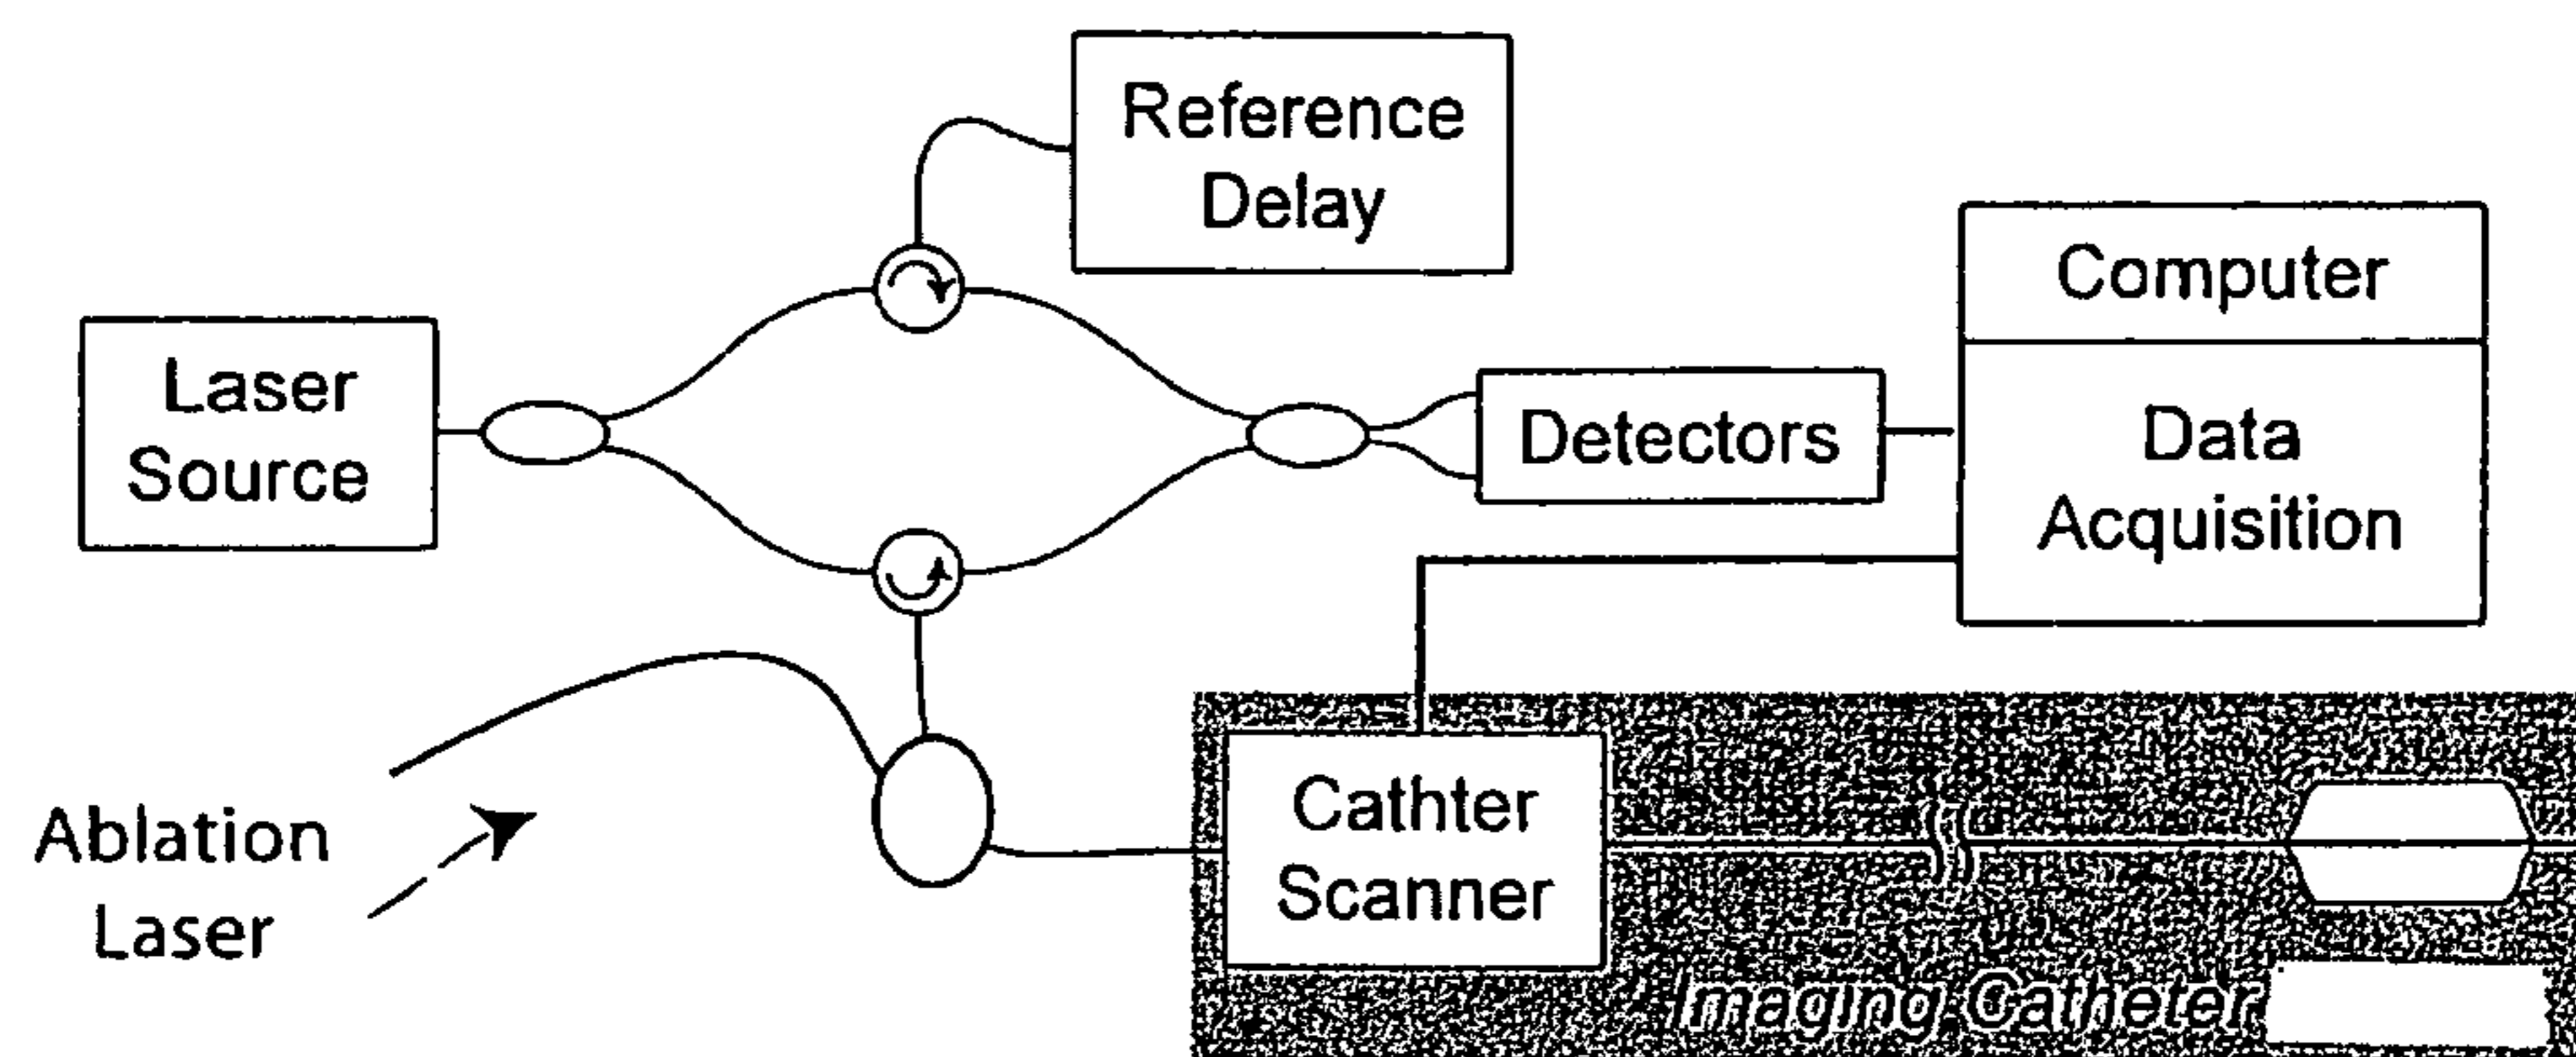 Reference
Delay
Computer
Laser
Source
Detectors
Data
Acquisition
Ablation
Laser
Cathter
Scanner
Imaging Catheter